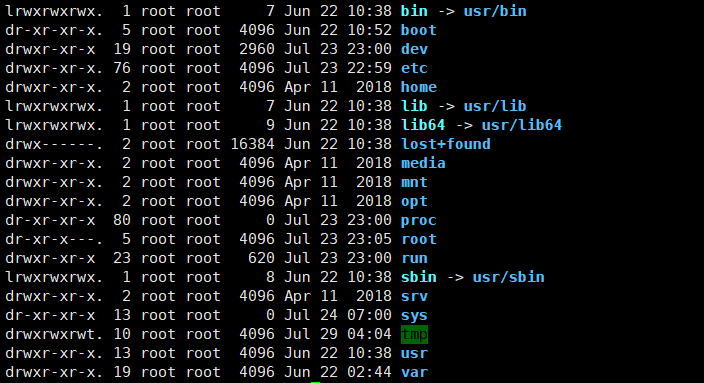 lrwxrwxrwx.  1 root root     7 Jun 22 10:38 bin -> usr/bin
dr-xr-xr-x.  5 root root  4096 Jun 22 10:52 boot
drwxr-xr-x  19 root root  2960 Jul 23 23:00 dev
drwxr-xr-x. 76 root root  4096 Jul 23 22:59 etc
drwxr-xr-x.  2 root root  4096 Apr 11  2018 home
lrwxrwxrwx.  1 root root     7 Jun 22 10:38 lib -> usr/lib
lrwxrwxrwx.  1 root root     9 Jun 22 10:38 lib64 -> usr/lib64
drwx------.  2 root root 16384 Jun 22 10:38 lost+found
drwxr-xr-x.  2 root root  4096 Apr 11  2018 media
drwxr-xr-x.  2 root root  4096 Apr 11  2018 mnt
drwxr-xr-x.  2 root root  4096 Apr 11  2018 opt
dr-xr-xr-x  80 root root     0 Jul 23 23:00 proc
dr-xr-x---.  5 root root  4096 Jul 23 23:05 root
drwxr-xr-x  23 root root   620 Jul 23 23:00 run
lrwxrwxrwx.  1 root root     8 Jun 22 10:38 sbin -> usr/sbin
drwxr-xr-x.  2 root root  4096 Apr 11  2018 srv
dr-xr-xr-x  13 root root     0 Jul 24 07:00 sys
drwxrwxrwt. 10 root root  4096 Jul 29 04:04 tmp
drwxr-xr-x. 13 root root  4096 Jun 22 10:38 usr
drwxr-xr-x. 19 root root  4096 Jun 22 02:44 var